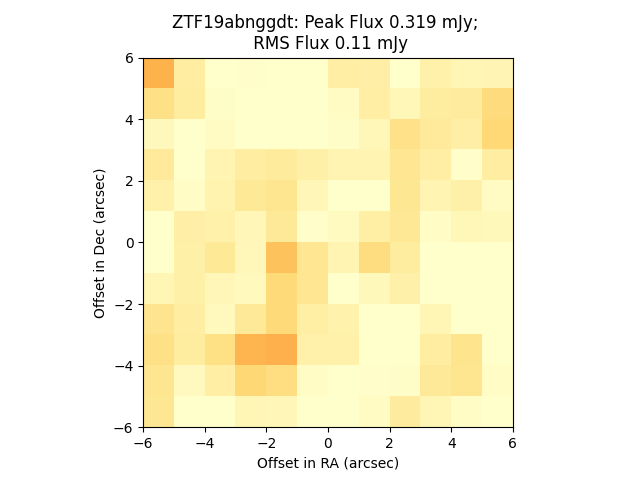 ZTF19abnggdt: Peak Flux 0.319 mJy;
RMS Flux 0.11 mJy
6
4
2
0
−2
−4
−6
Offset in Dec (arcsec)
−6 −4 −2 0 2 4 6
Offset in RA (arcsec)